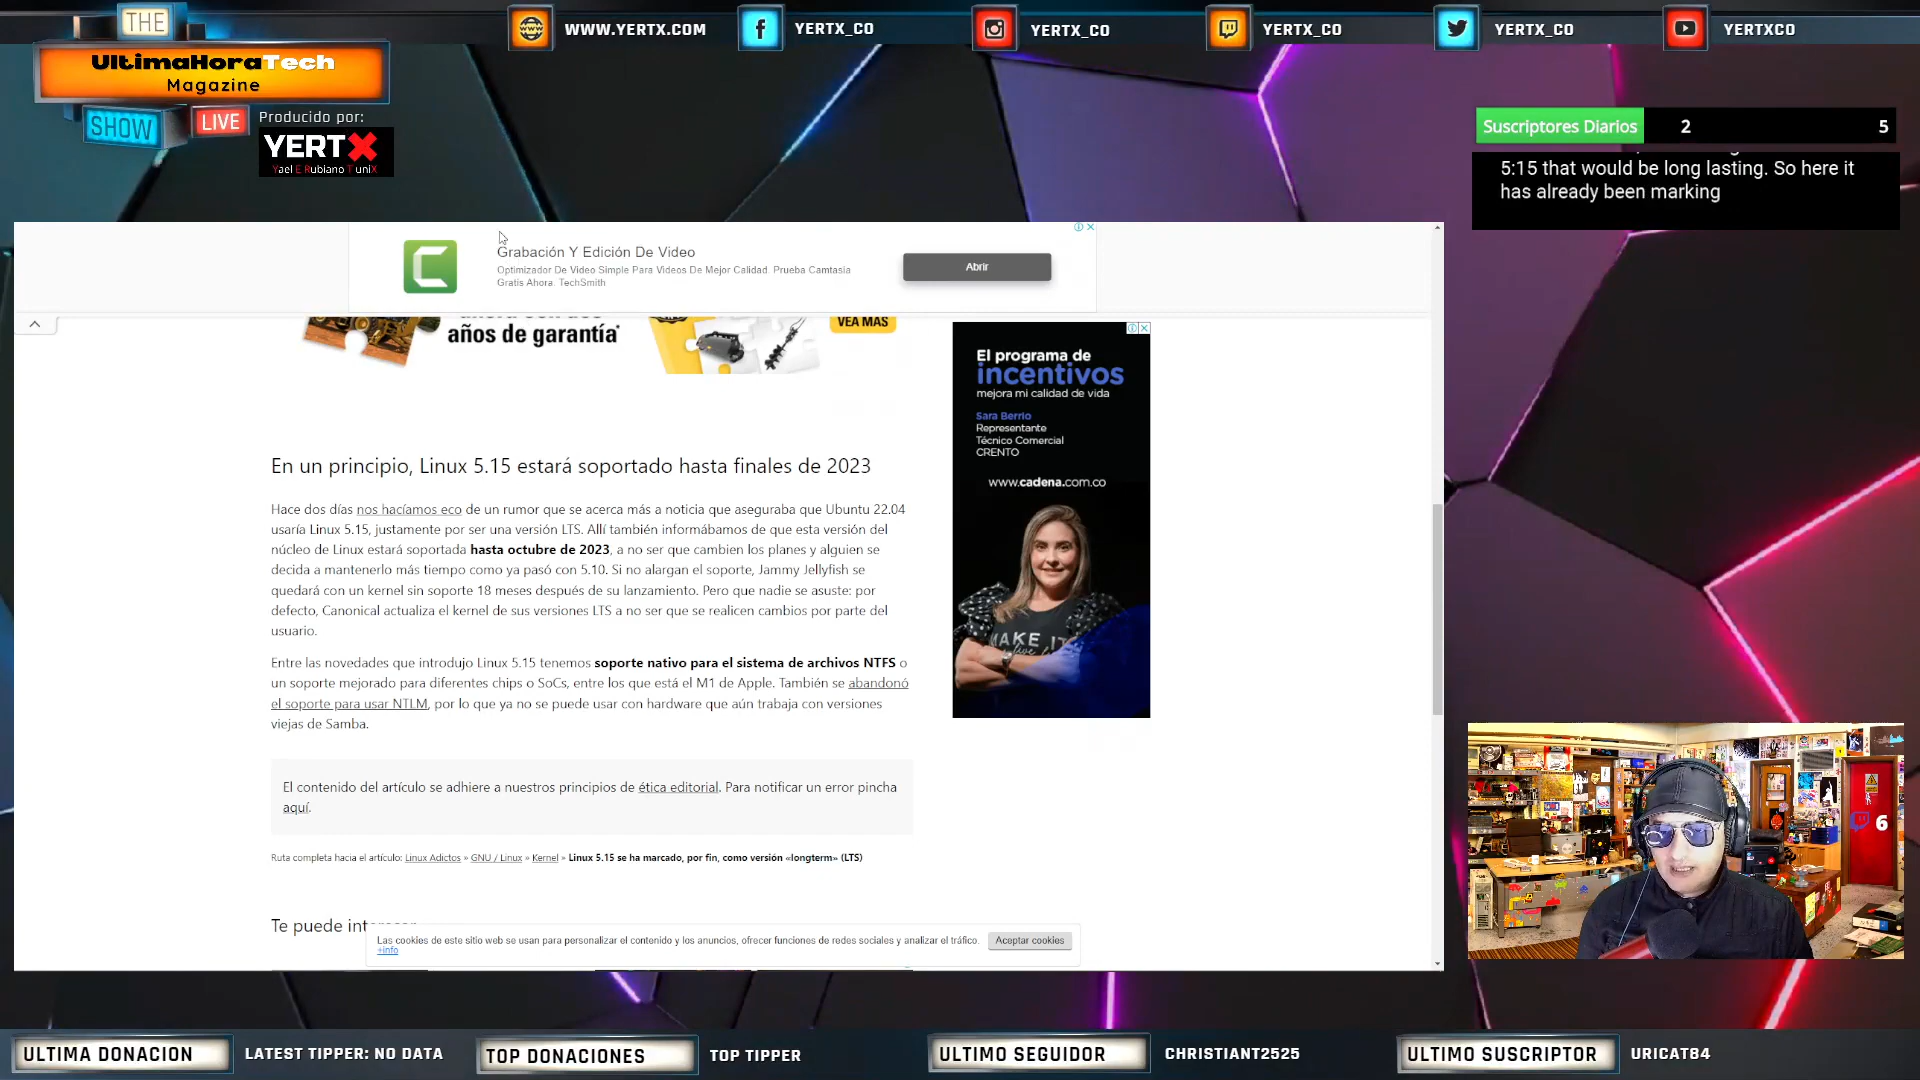 THE
UltimaHoraTech
Magazine
SHOW
LIVE
Producido por:
YERTX
Yael E Rubiano T uniX
WWW.YERTX.COM
YERTX_CO
YERTX_CO
YERTX_CO
YERTX_CO
YERTXCO
Suscriptores Diarios 2 5
5:15 that would be long lasting. So here it
has already been marking
Grabación Y Edición De Video
Optimizador De Video Simple Para Videos De Mejor Calidad. Prueba Camtasia
Gratis Ahora. TechSmith
Abrir
años de garantía*
VEA MÁS
El programa de
incentivos
mejora mi calidad de vida
Sara Berrio
Representante
Técnico Comercial
CRENTO
www.cadena.com.co
MAKE IT
En un principio, Linux 5.15 estará soportado hasta finales de 2023
Hace dos días nos hacíamos eco de un rumor que se acerca más a noticia que aseguraba que Ubuntu 22.04
usaría Linux 5.15, justamente por ser una versión LTS. Allí también informábamos de que esta versión del
núcleo de Linux estará soportada hasta octubre de 2023, a no ser que cambien los planes y alguien se
decida a mantenerlo más tiempo como ya pasó con 5.10. Si no alargan el soporte, Jammy Jellyfish se
quedará con un kernel sin soporte 18 meses después de su lanzamiento. Pero que nadie se asuste: por
defecto, Canonical actualiza el kernel de sus versiones LTS a no ser que se realicen cambios por parte del
usuario.
Entre las novedades que introdujo Linux 5.15 tenemos soporte nativo para el sistema de archivos NTFS o
un soporte mejorado para diferentes chips o SoCs, entre los que está el M1 de Apple. También se abandonó
el soporte para usar NTLM, por lo que ya no se puede usar con hardware que aún trabaja con versiones
viejas de Samba.
El contenido del artículo se adhiere a nuestros principios de ética editorial. Para notificar un error pincha
aquí.
Ruta completa hacia el artículo: Linux Adictos » GNU / Linux » Kernel » Linux 5.15 se ha marcado, por fin, como versión «longterm» (LTS)
Te puede interesar
Las cookies de este sitio web se usan para personalizar el contenido y los anuncios, ofrecer funciones de redes sociales y analizar el tráfico.
+info
Aceptar cookies
6
ULTIMA DONACION
LATEST TIPPER: NO DATA
TOP DONACIONES
TOP TIPPER
ULTIMO SEGUIDOR
CHRISTIANT2525
ULTIMO SUSCRIPTOR
URICAT84